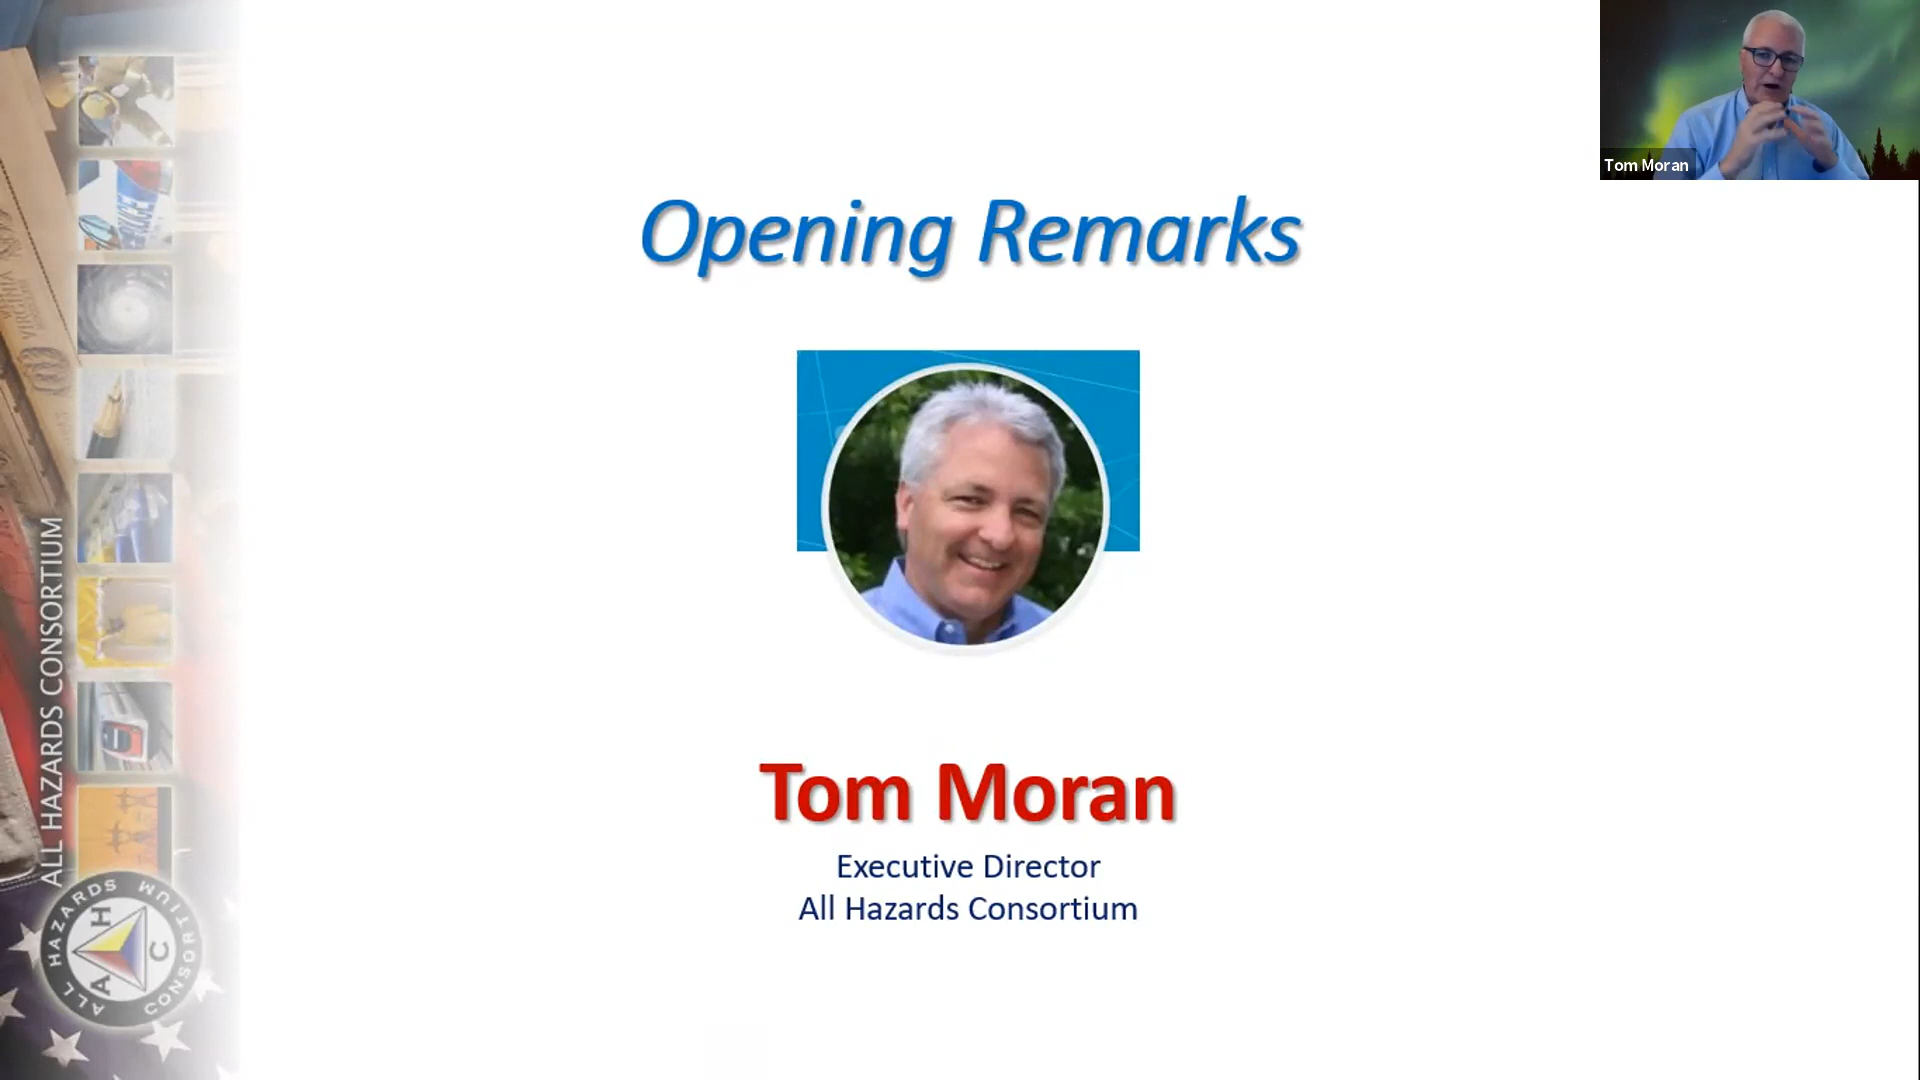 Tom Moran
Opening Remarks
Tom Moran
Executive Director
All Hazards Consortium
ALL HAZARDS CONSORTIUM
ALL HAZARDS CONSORTIUM
A H C